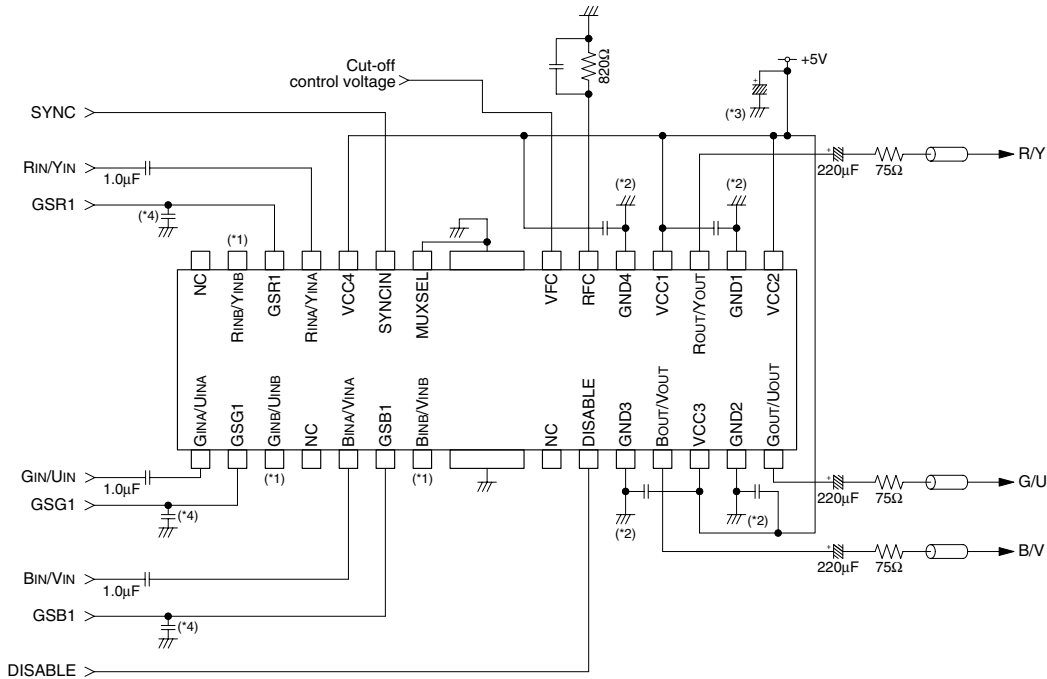 +5V
820Ω
Cut-off
control voltage
(*3)
SYNC
R/Y
RIN/YIN
1.0μF
220μF
75Ω
GSR1
(*4)
(*1)
(*2)
(*2)
NC
RINB/YINB
GSR1
RINA/YINA
VCC4
SYNCIN
MUXSEL
VFC
RFC
GND4
VCC1
ROUT/YOUT
GND1
VCC2
GINA/UINA
GSG1
GINB/UINB
NC
BINA/VINA
GSB1
BINB/VINB
NC
DISABLE
GND3
BOUT/VOUT
VCC3
GND2
GOUT/UOUT
GIN/UIN
1.0μF
(*1)
(*1)
G/U
220μF
75Ω
GSG1
(*4)
(*2)
(*2)
B/V
220μF
75Ω
BIN/VIN
1.0μF
GSB1
(*4)
DISABLE